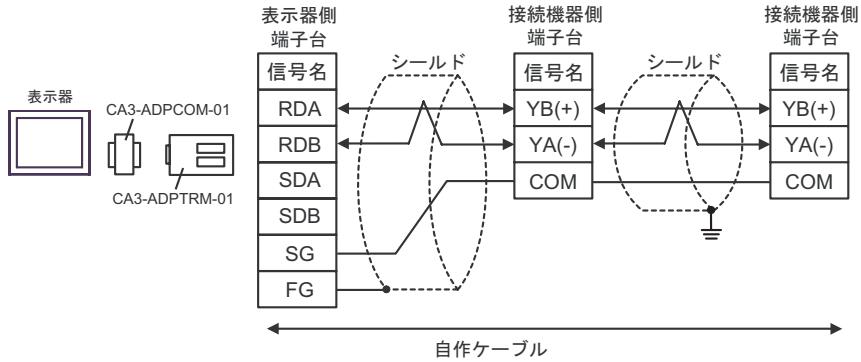 表示器
CA3-ADPCOM-01
CA3-ADPTRM-01
表示器側
端子台
信号名
RDA
RDB
SDA
SDB
SG
FG
シールド
接続機器側
端子台
信号名
YB(+)
YA(-)
COM
シールド
接続機器側
端子台
信号名
YB(+)
YA(-)
COM
自作ケーブル